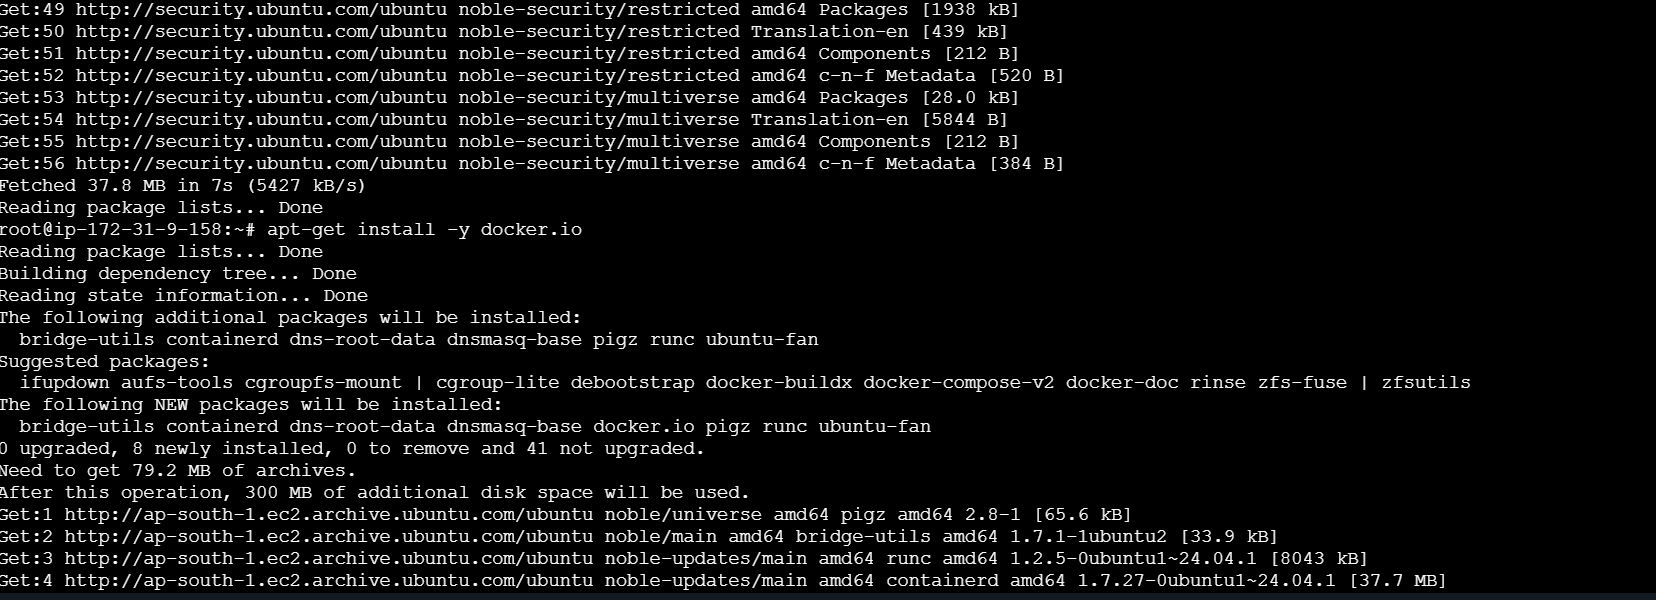 Get:49 http://security.ubuntu.com/ubuntu noble-security/restricted amd64 Packages [1938 kB]
Get:50 http://security.ubuntu.com/ubuntu noble-security/restricted Translation-en [439 kB]
Get:51 http://security.ubuntu.com/ubuntu noble-security/restricted amd64 Components [212 B]
Get:52 http://security.ubuntu.com/ubuntu noble-security/restricted amd64 c-n-f Metadata [520 B]
Get:53 http://security.ubuntu.com/ubuntu noble-security/multiverse amd64 Packages [28.0 kB]
Get:54 http://security.ubuntu.com/ubuntu noble-security/multiverse Translation-en [5844 B]
Get:55 http://security.ubuntu.com/ubuntu noble-security/multiverse amd64 Components [212 B]
Get:56 http://security.ubuntu.com/ubuntu noble-security/multiverse amd64 c-n-f Metadata [384 B]
Fetched 37.8 MB in 7s (5427 kB/s)
Reading package lists... Done
root@ip-172-31-9-158:~# apt-get install -y docker.io
Reading package lists... Done
Building dependency tree... Done
Reading state information... Done
The following additional packages will be installed:
  bridge-utils containerd dns-root-data dnsmasq-base pigz runc ubuntu-fan
Suggested packages:
  ifupdown aufs-tools cgroupfs-mount | cgroup-lite debootstrap docker-buildx docker-compose-v2 docker-doc rinse zfs-fuse | zfsutils
The following NEW packages will be installed:
  bridge-utils containerd dns-root-data dnsmasq-base docker.io pigz runc ubuntu-fan
0 upgraded, 8 newly installed, 0 to remove and 41 not upgraded.
Need to get 79.2 MB of archives.
After this operation, 300 MB of additional disk space will be used.
Get:1 http://ap-south-1.ec2.archive.ubuntu.com/ubuntu noble/universe amd64 pigz amd64 2.8-1 [65.6 kB]
Get:2 http://ap-south-1.ec2.archive.ubuntu.com/ubuntu noble/main amd64 bridge-utils amd64 1.7.1-1ubuntu2 [33.9 kB]
Get:3 http://ap-south-1.ec2.archive.ubuntu.com/ubuntu noble-updates/main amd64 runc amd64 1.2.5-0ubuntu1~24.04.1 [8043 kB]
Get:4 http://ap-south-1.ec2.archive.ubuntu.com/ubuntu noble-updates/main amd64 containerd amd64 1.7.27-0ubuntu1~24.04.1 [37.7 MB]